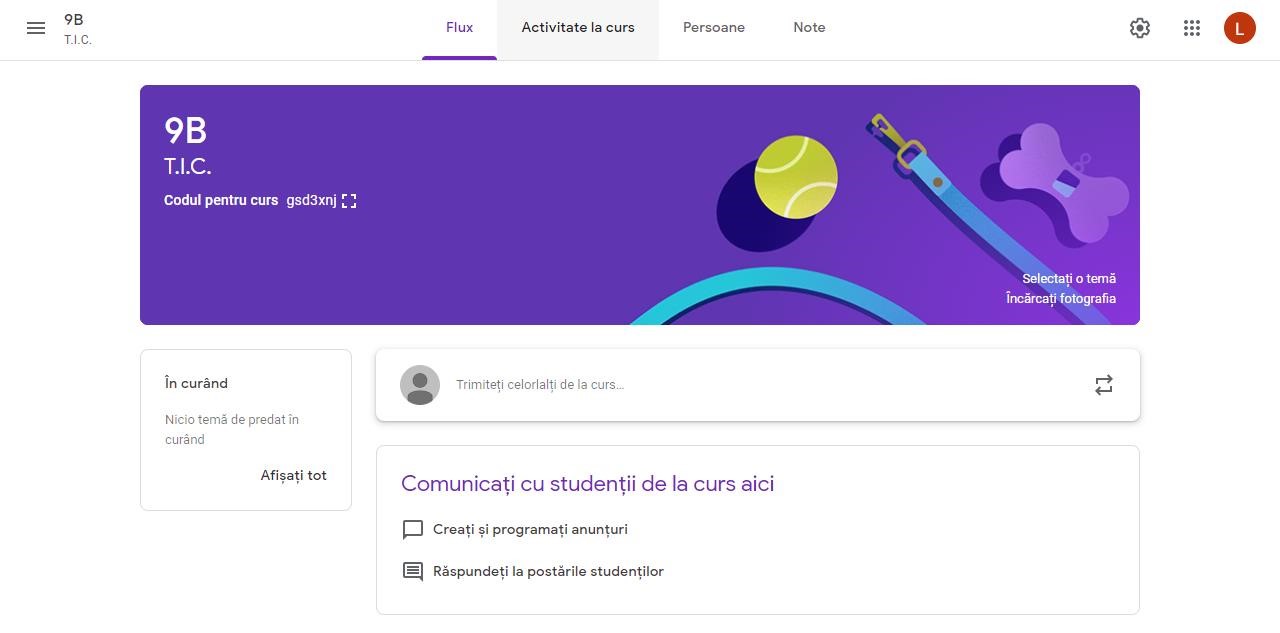 9B
T.I.C.
Flux
Activitate la curs
Persoane
Note
L
9B
T.I.C.
Codul pentru curs gsd3xnj
Selectați o temă
Încărcați fotografia
În curând
Nicio temă de predat în
curând
Afișați tot
Trimiteți celorlalți de la curs...
Comunicați cu studenții de la curs aici
Creați și programați anunțuri
Răspundeți la postările studenților